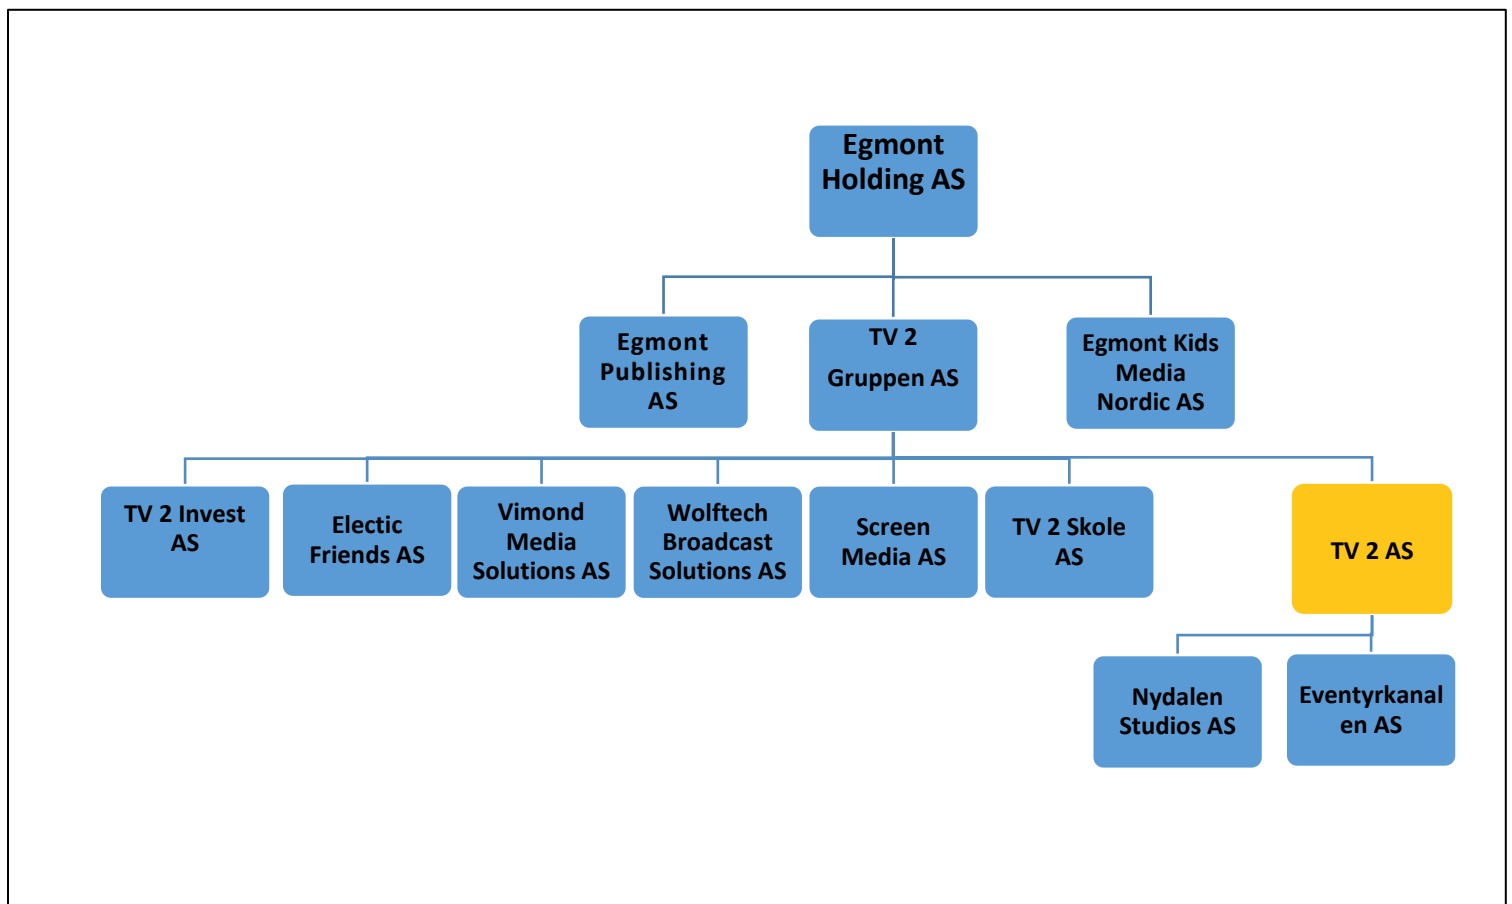 Egmont
Holding AS
Egmont
Publishing
AS
TV 2
Gruppen AS
Egmont Kids
Media
Nordic AS
TV 2 Invest
AS
Electic
Friends AS
Vimond
Media
Solutions AS
Wolftech
Broadcast
Solutions AS
Screen
Media AS
TV 2 Skole
AS
TV 2 AS
Nydalen
Studios AS
Eventyrkanal
en AS